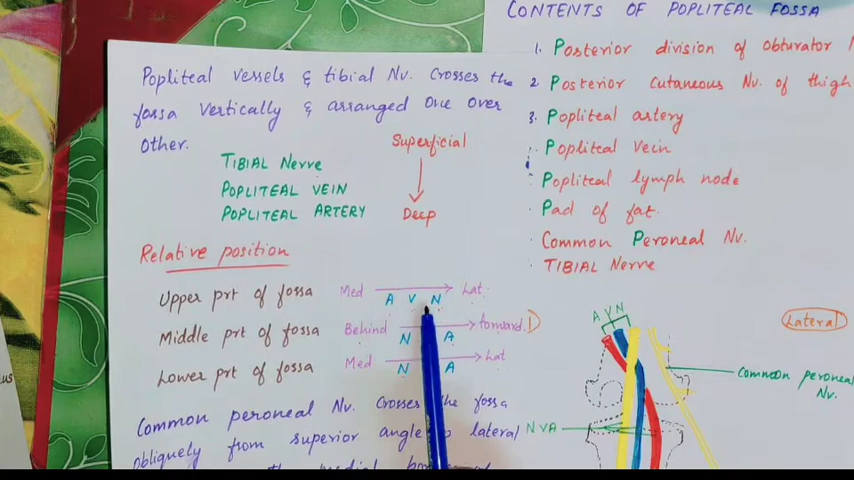 Popliteal vessels & tibial Nv. Crosses the
fossa vertically & arranged One over
Other.
TIBIAL Nerve
POPLITEAL VEIN
POPLITEAL ARTERY
Superficial
Deep
Relative position
Upper prt of fossa Med Lat
A V N
Middle prt of fossa Behind forward.
N A
Lower prt of fossa Med Lat
N A
Common peroneal Nv. Crosses the fossa
obliquely from superior angle to lateral
CONTENTS OF POPLITEAL FOSSA
1. Posterior division of obturator
2 Posterior Cutaneous Nv. of thigh
3. Popliteal artery
Popliteal vein
Popliteal lymph node
Pad of fat.
Common Peroneal Nv.
TIBIAL Nerve
A V N
Lateral
Common peroneal
Nv.
N V A